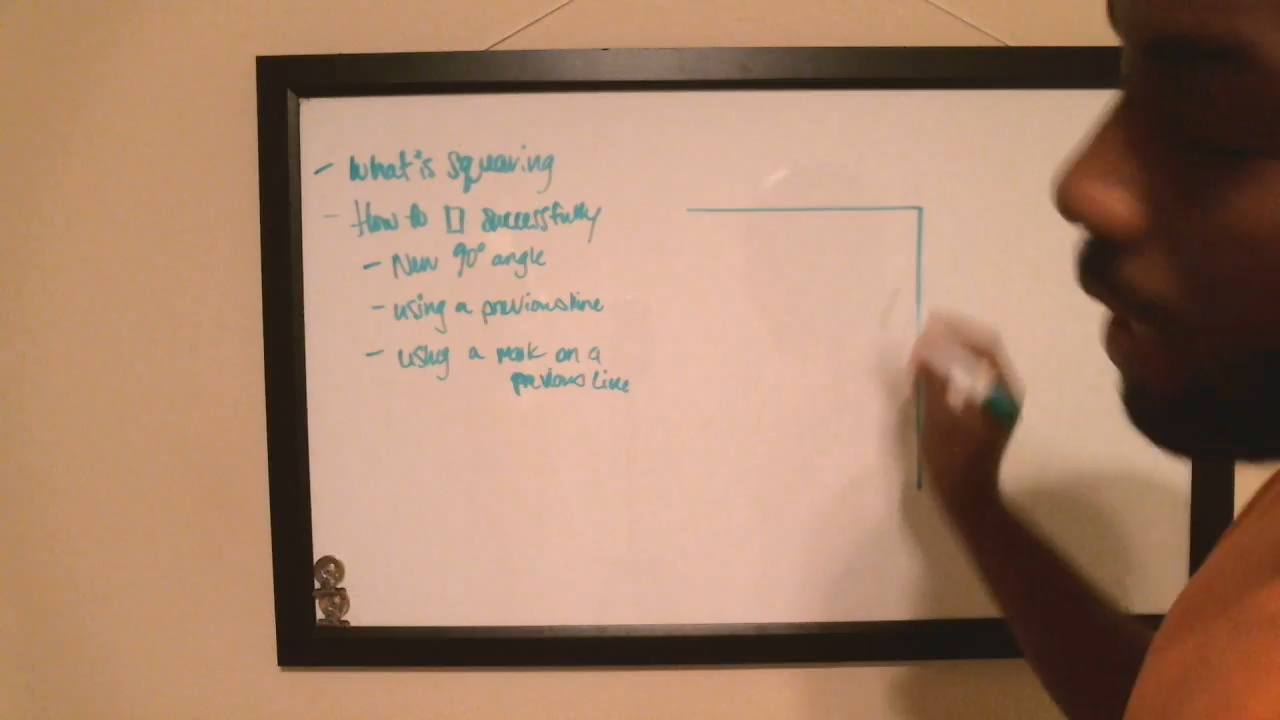 - What is Squaring
- How to □ successfully
- New 90° angle
- using a previous line
- using a mark on a
previous line